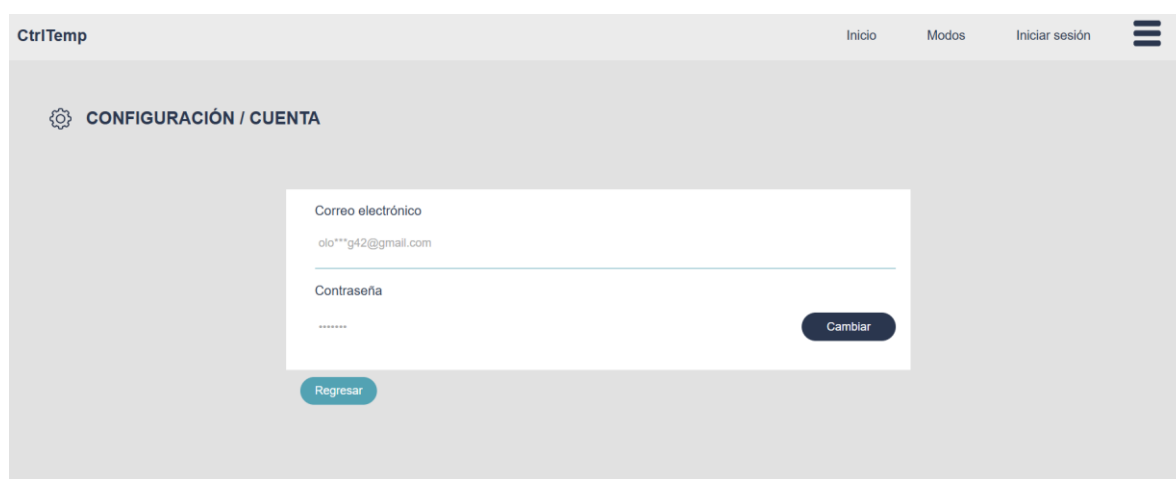 CtrlTemp Inicio Modos Iniciar sesión
CONFIGURACIÓN / CUENTA
Correo electrónico
olo***g42@gmail.com
Contraseña
*******
Cambiar
Regresar